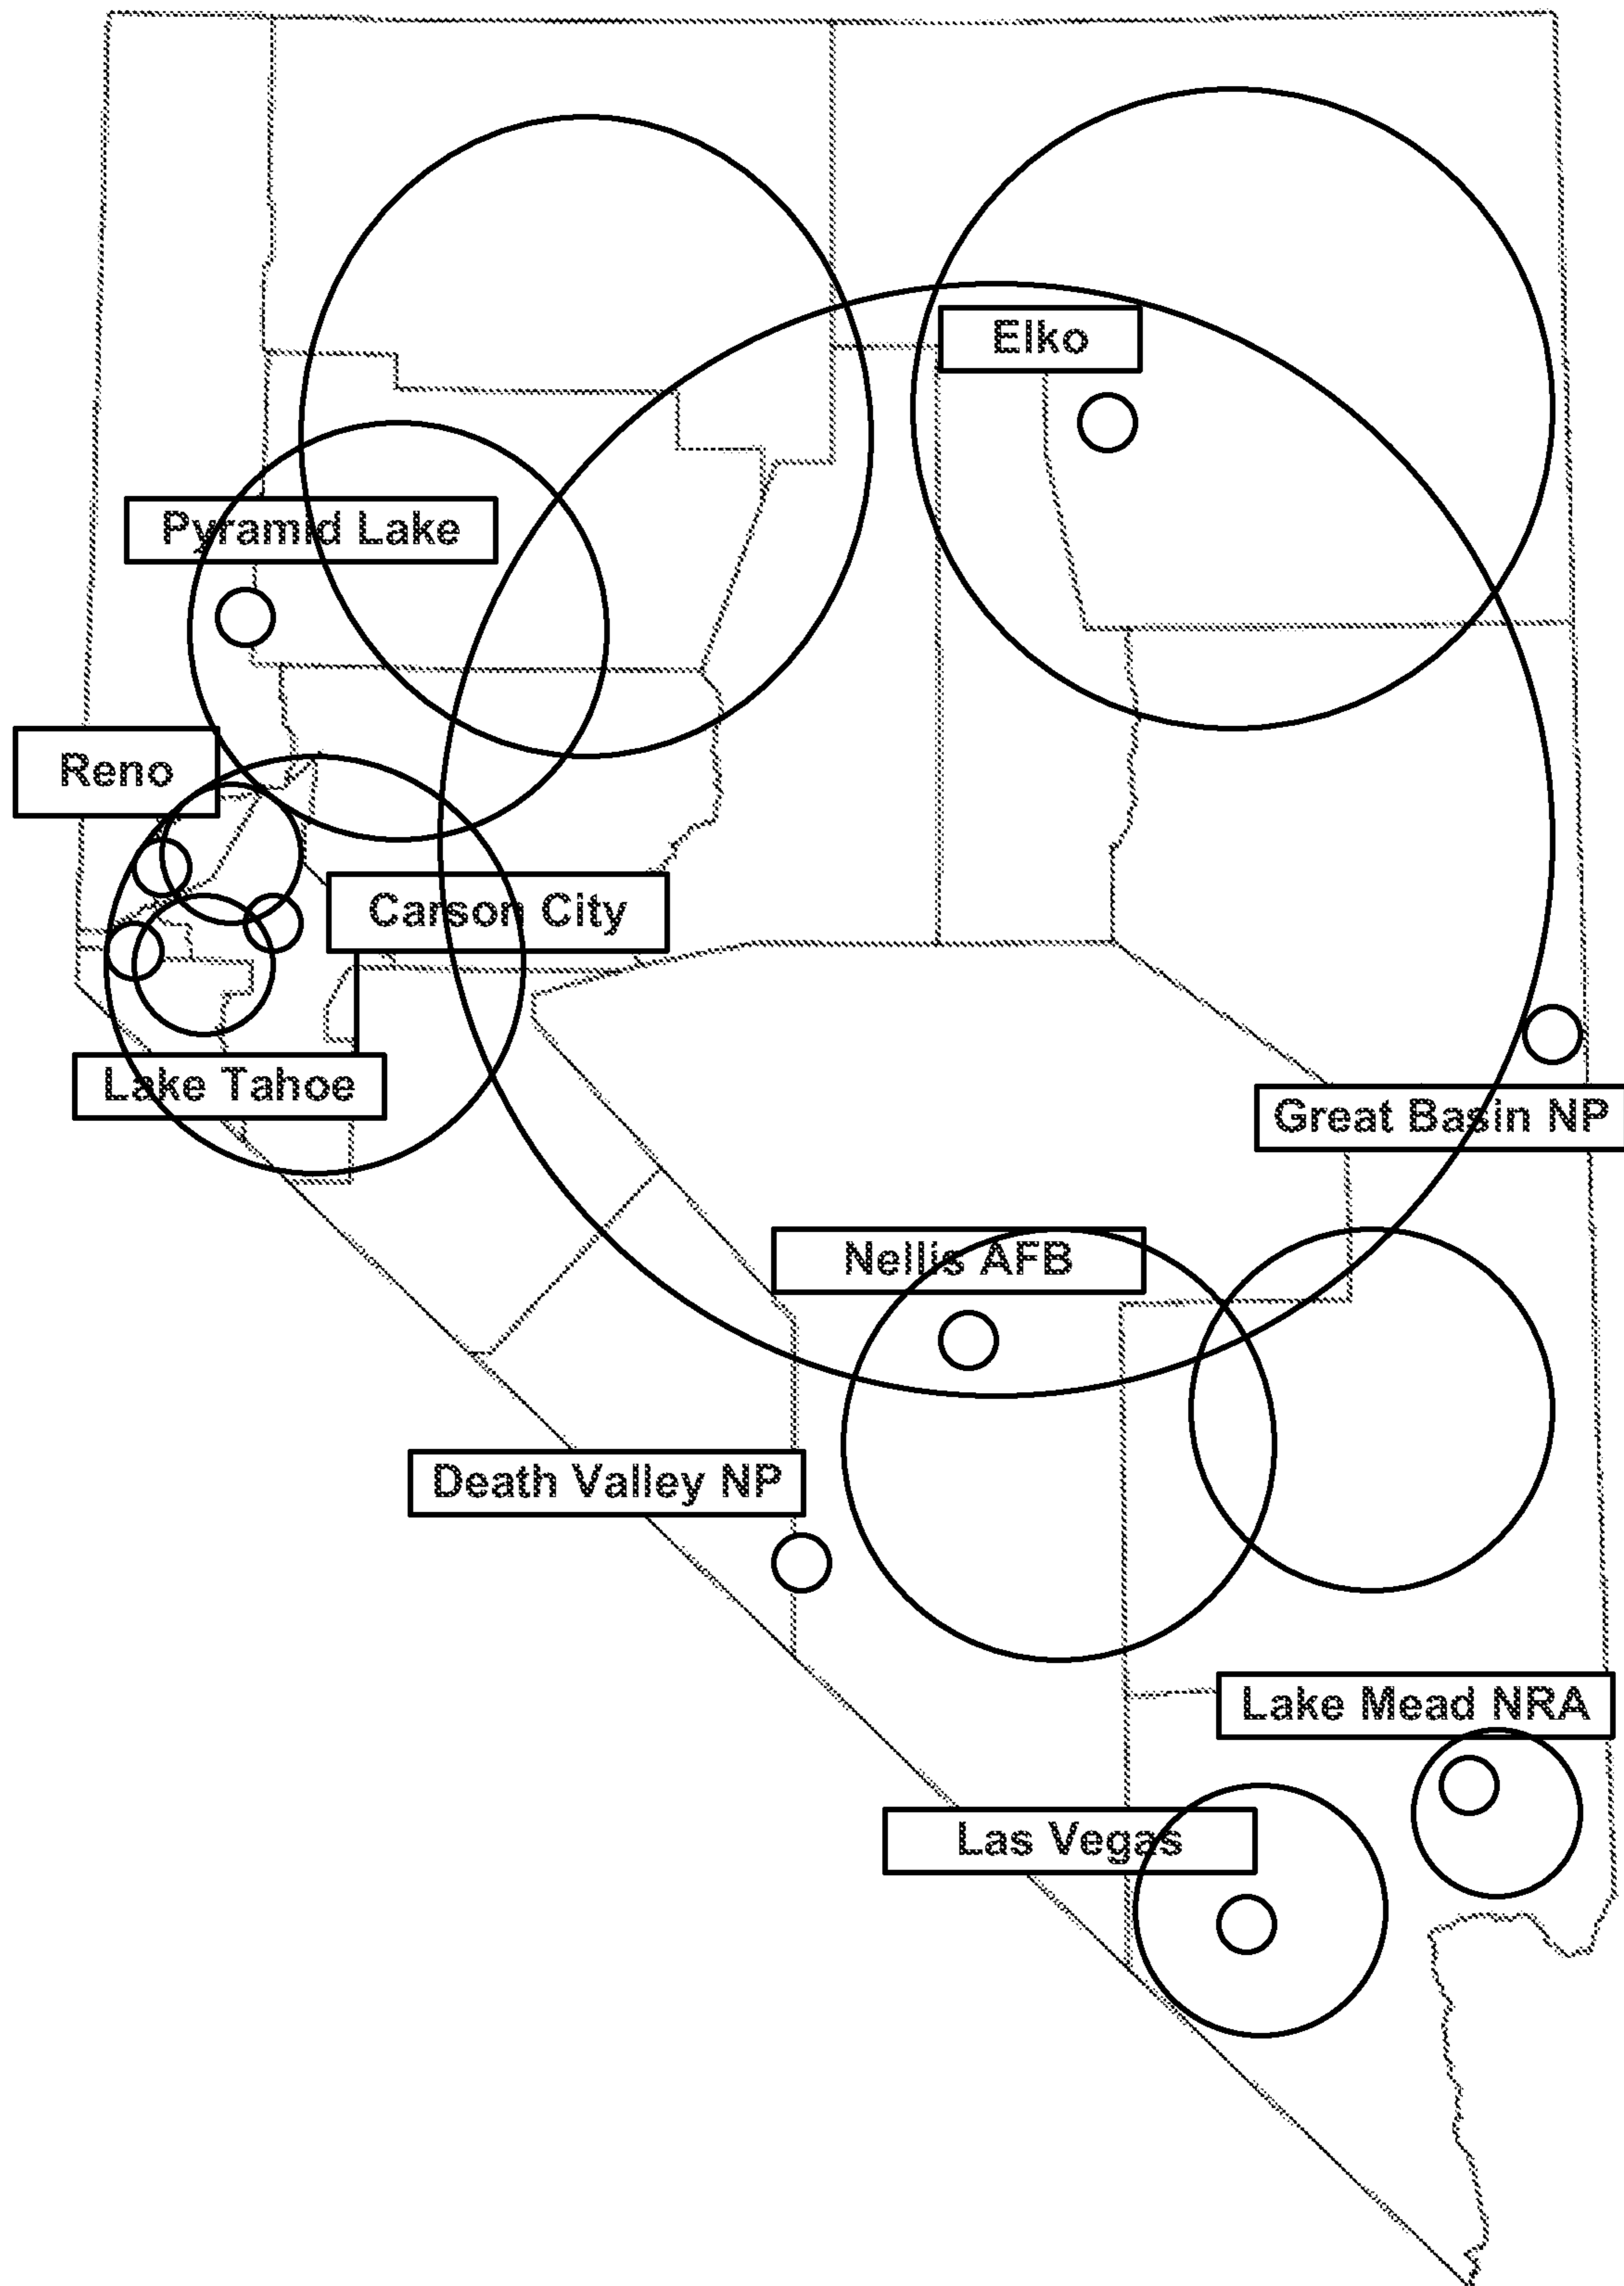 Elko
Pyramid Lake
Reno
Carson City
Lake Tahoe
Great Basin NP
Nellis AFB
Death Valley NP
Lake Mead NRA
Las Vegas